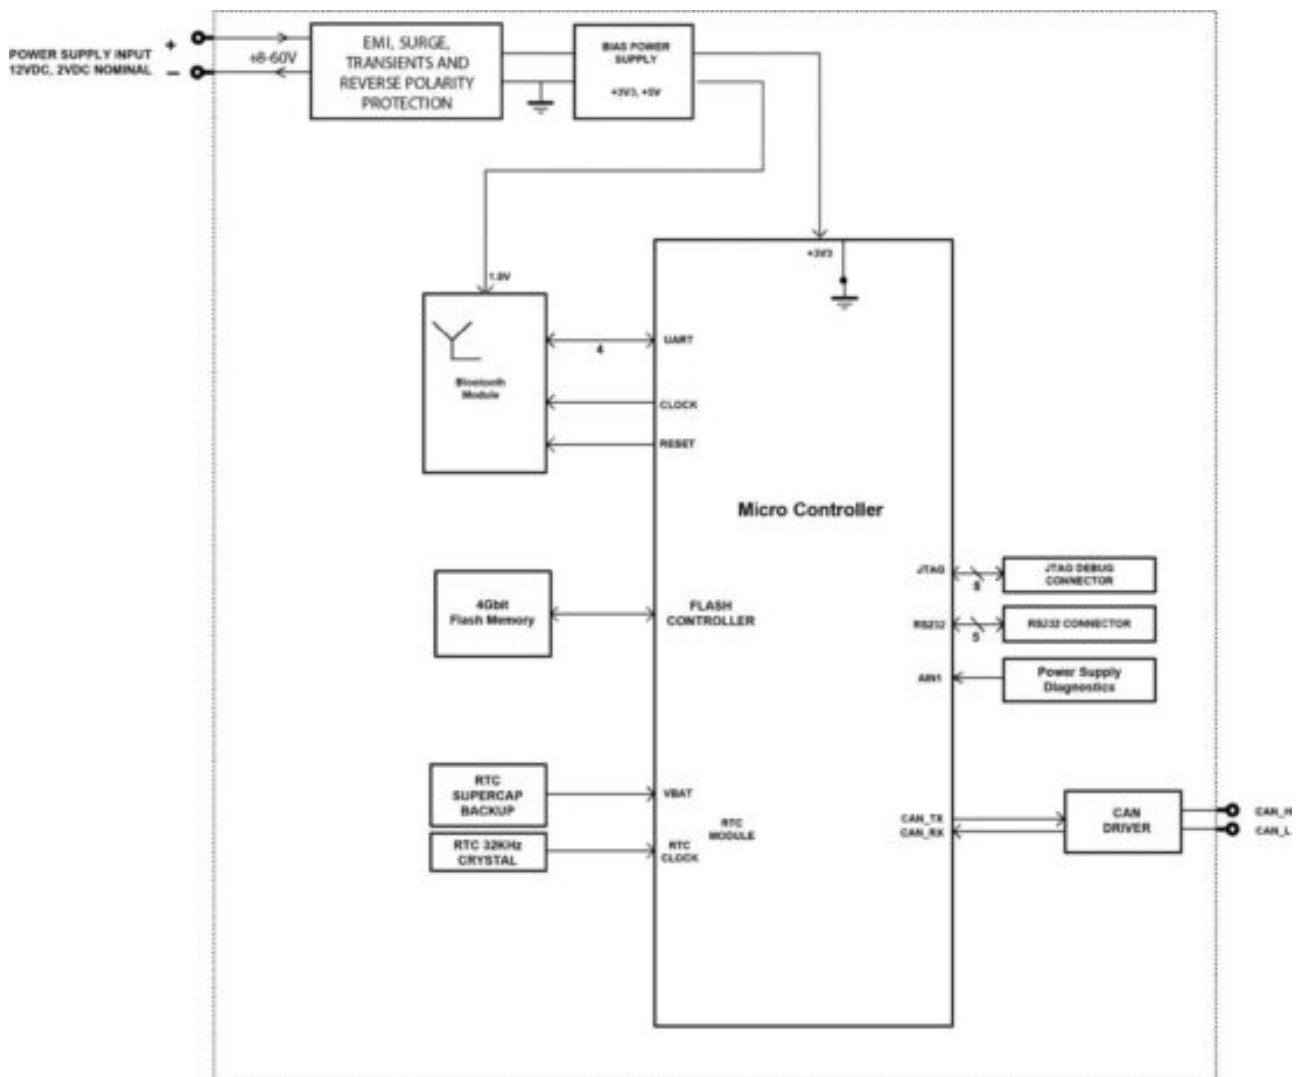 POWER SUPPLY INPUT
12VDC, 2VDC NOMINAL
+
–
+8-60V
EMI, SURGE,
TRANSIENTS AND
REVERSE POLARITY
PROTECTION
BIAS POWER
SUPPLY
+3V3, +5V
+3V3
1.8V
Bluetooth
Module
4
UART
CLOCK
RESET
Micro Controller
4Gbit
Flash Memory
FLASH
CONTROLLER
JTAG
JTAG DEBUG
CONNECTOR
RS232
5
RS232 CONNECTOR
AIN1
Power Supply
Diagnostics
RTC
SUPERCAP
BACKUP
VBAT
RTC
MODULE
RTC 32KHz
CRYSTAL
RTC
CLOCK
CAN_TX
CAN_RX
CAN
DRIVER
CAN_H
CAN_L